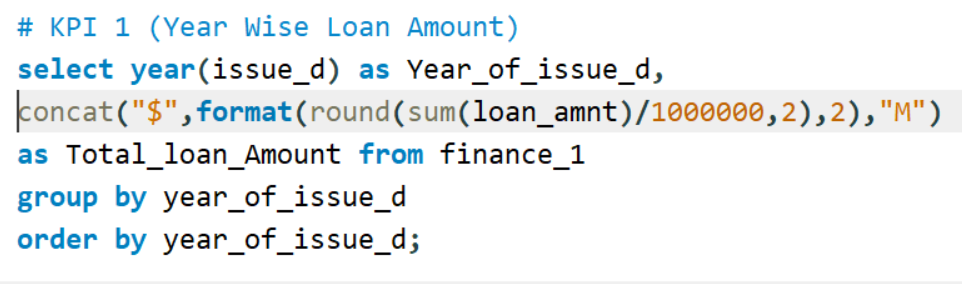 # KPI 1 (Year Wise Loan Amount)
select year(issue_d) as Year_of_issue_d,
concat("$",format(round(sum(loan_amnt)/1000000,2),2),"M")
as Total_loan_Amount from finance_1
group by year_of_issue_d
order by year_of_issue_d;